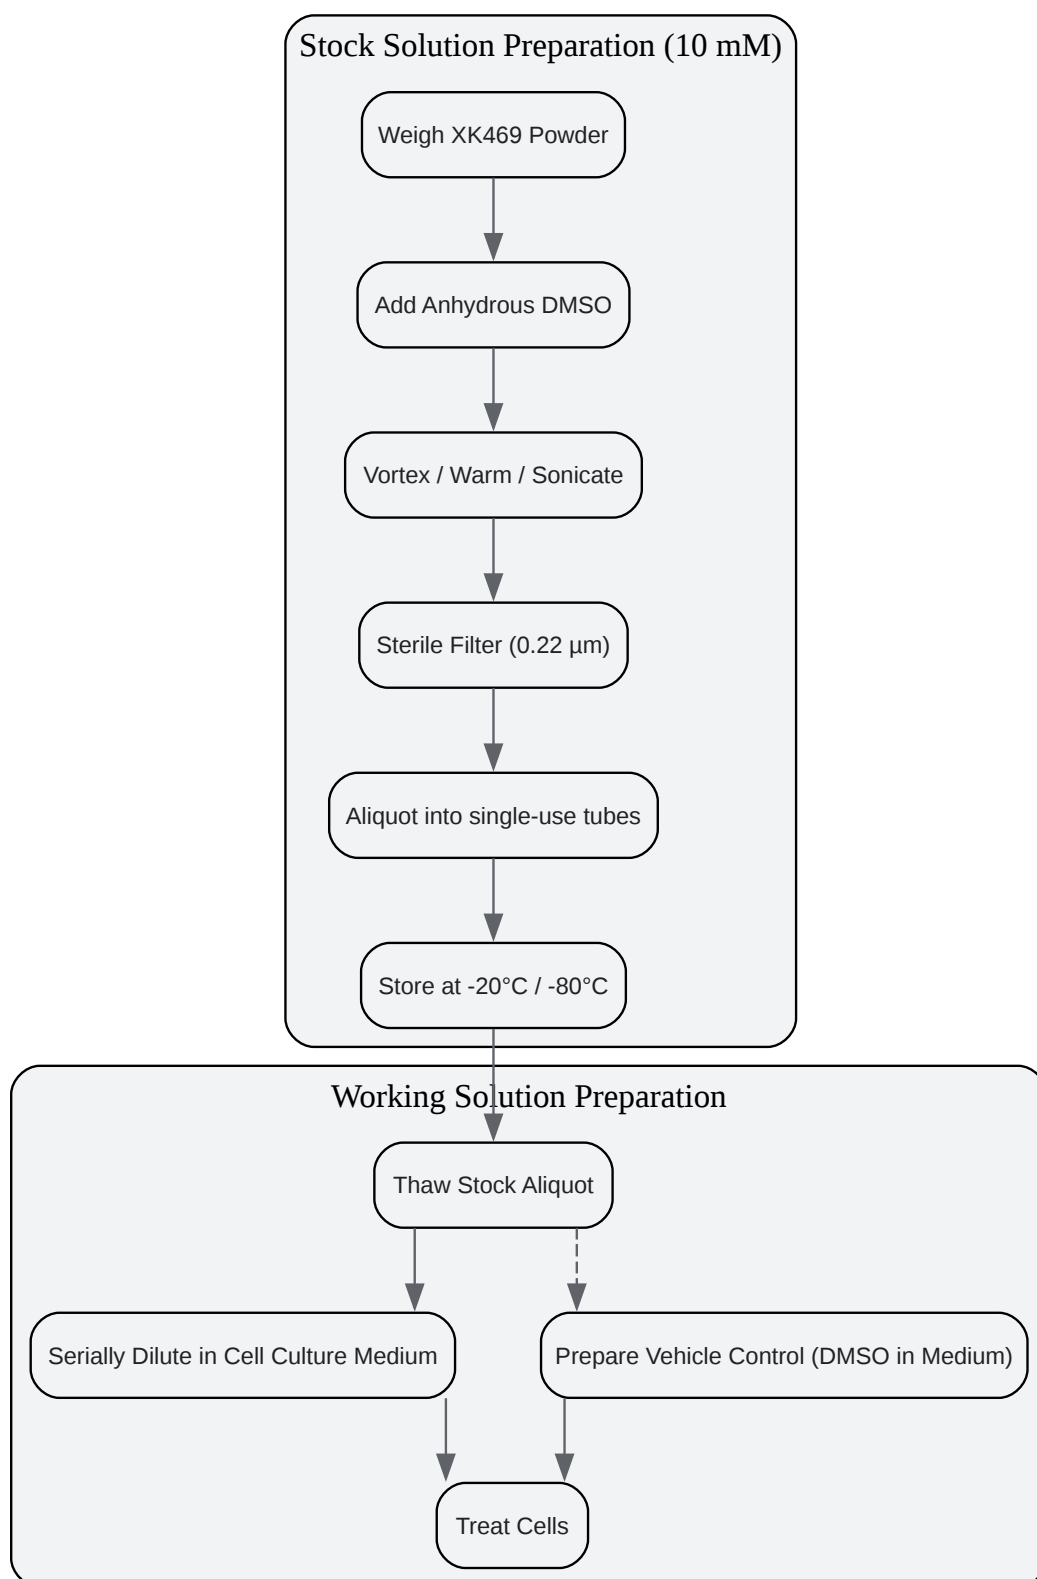 Stock Solution Preparation (10 mM)
Weigh XK469 Powder
Add Anhydrous DMSO
Vortex / Warm / Sonicate
Sterile Filter (0.22 µm)
Aliquot into single-use tubes
Store at -20°C / -80°C
Working Solution Preparation
Thaw Stock Aliquot
Serially Dilute in Cell Culture Medium
Prepare Vehicle Control (DMSO in Medium)
Treat Cells